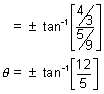 = ± tan⁻¹[(4/3)/(5/9)]
θ = ± tan⁻¹[12/5]